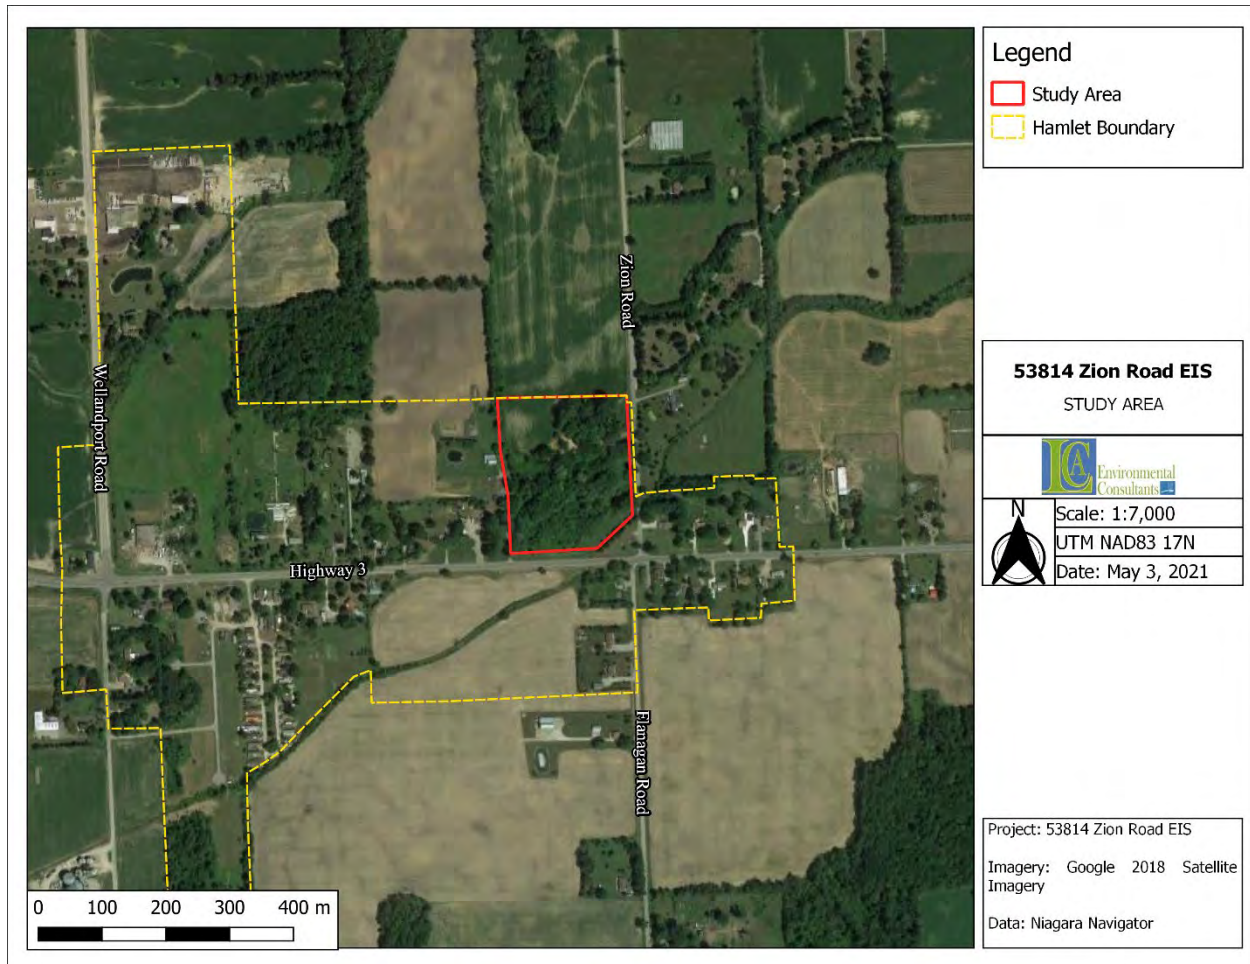 Legend
Study Area
Hamlet Boundary
Zion Road
Wellandport Road
Highway 3
Flanagan Road
0 100 200 300 400 m
53814 Zion Road EIS
STUDY AREA
LCA
Environmental
Consultants
N
Scale: 1:7,000
UTM NAD83 17N
Date: May 3, 2021
Project: 53814 Zion Road EIS
Imagery: Google 2018 Satellite
Imagery
Data: Niagara Navigator